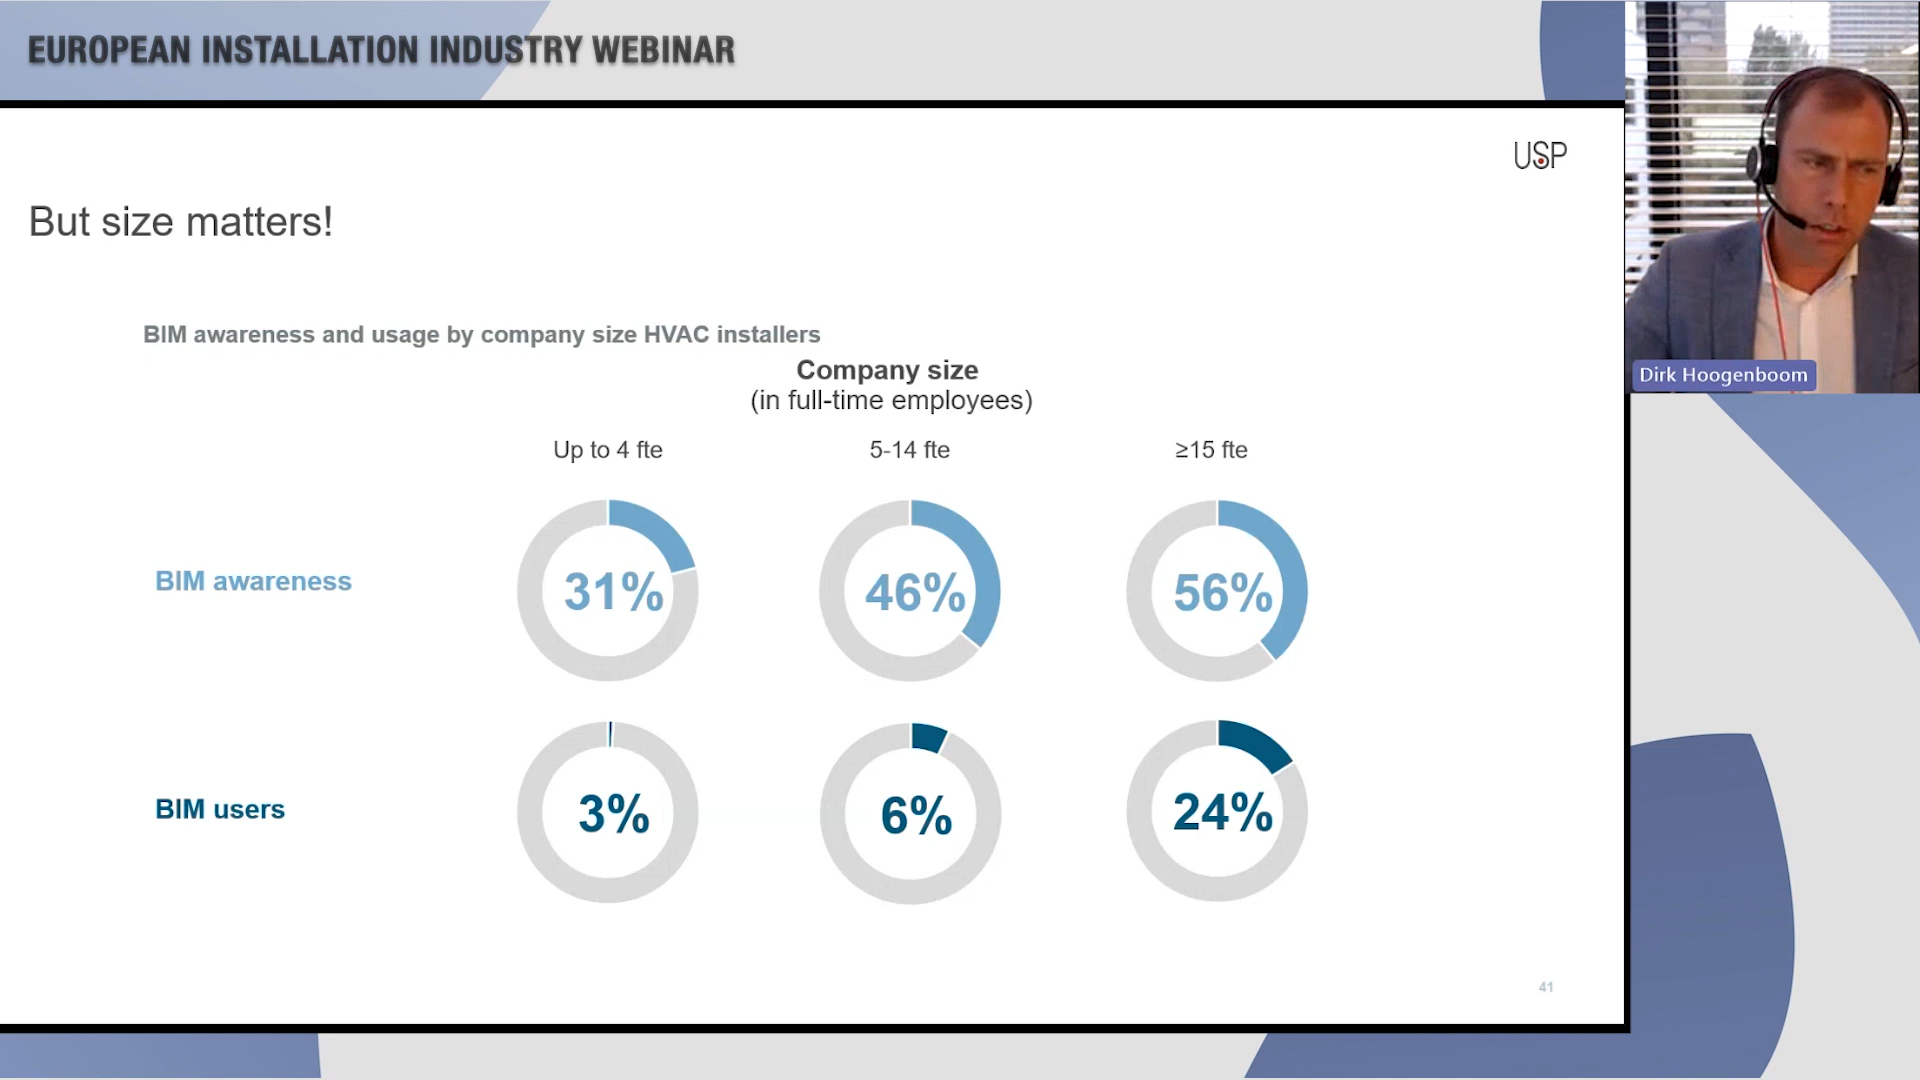 EUROPEAN INSTALLATION INDUSTRY WEBINAR
USP
But size matters!
Dirk Hoogenboom
BIM awareness and usage by company size HVAC installers
Company size
(in full-time employees)
Up to 4 fte
5-14 fte
≥15 fte
BIM awareness
31%
46%
56%
BIM users
3%
6%
24%
41